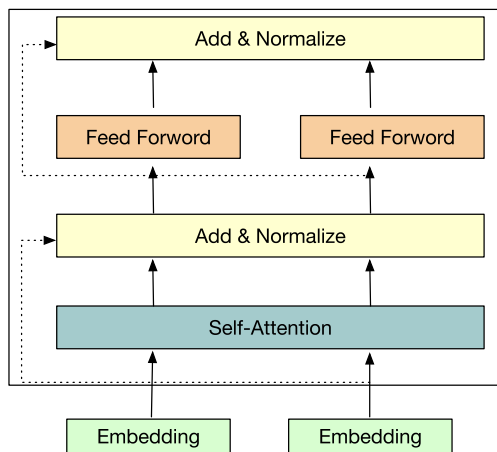 Add & Normalize
Feed Forword
Feed Forword
Add & Normalize
Self-Attention
Embedding
Embedding